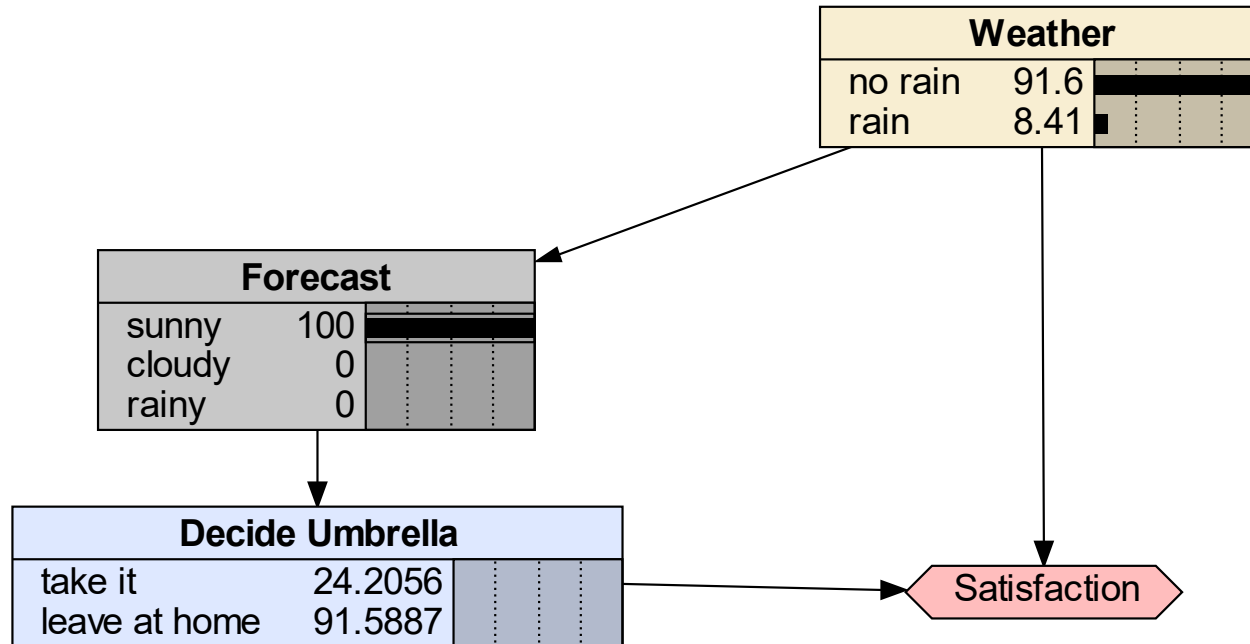 Weather
no rain 91.6
rain 8.41
Forecast
sunny 100
cloudy 0
rainy 0
Decide Umbrella
take it 24.2056
leave at home 91.5887
Satisfaction